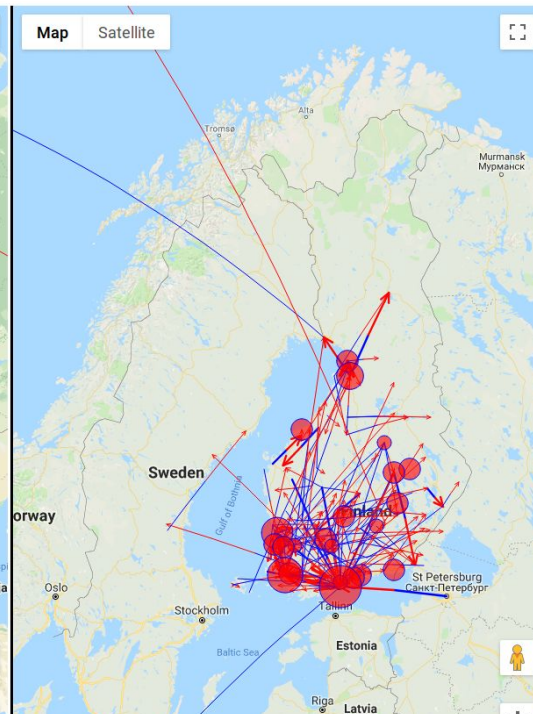 Map Satellite
Alta
Tromsø
Murmansk
Мурманск
Sweden
Gulf of Bothnia
nland
orway
Oslo
St Petersburg
Санкт-Петербург
Stockholm
Tallinn
Baltic Sea
Estonia
Riga
Latvia